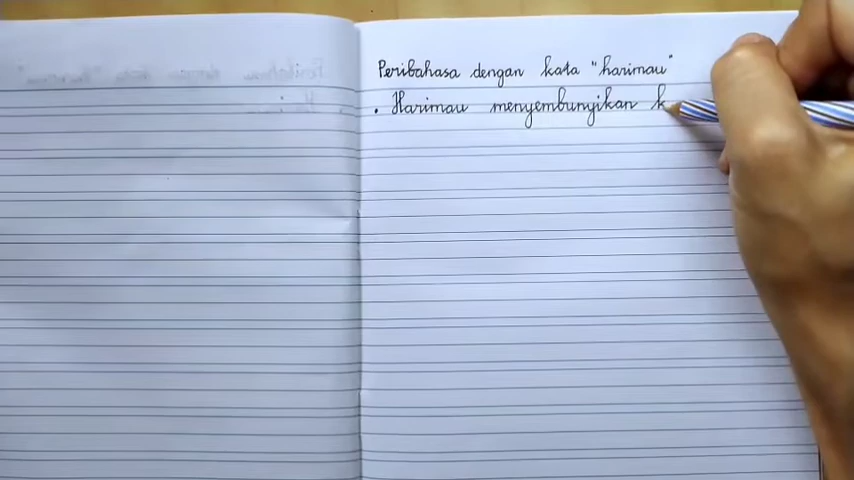 Peribahasa dengan kata "harimau"
• Harimau menyembunyikan k